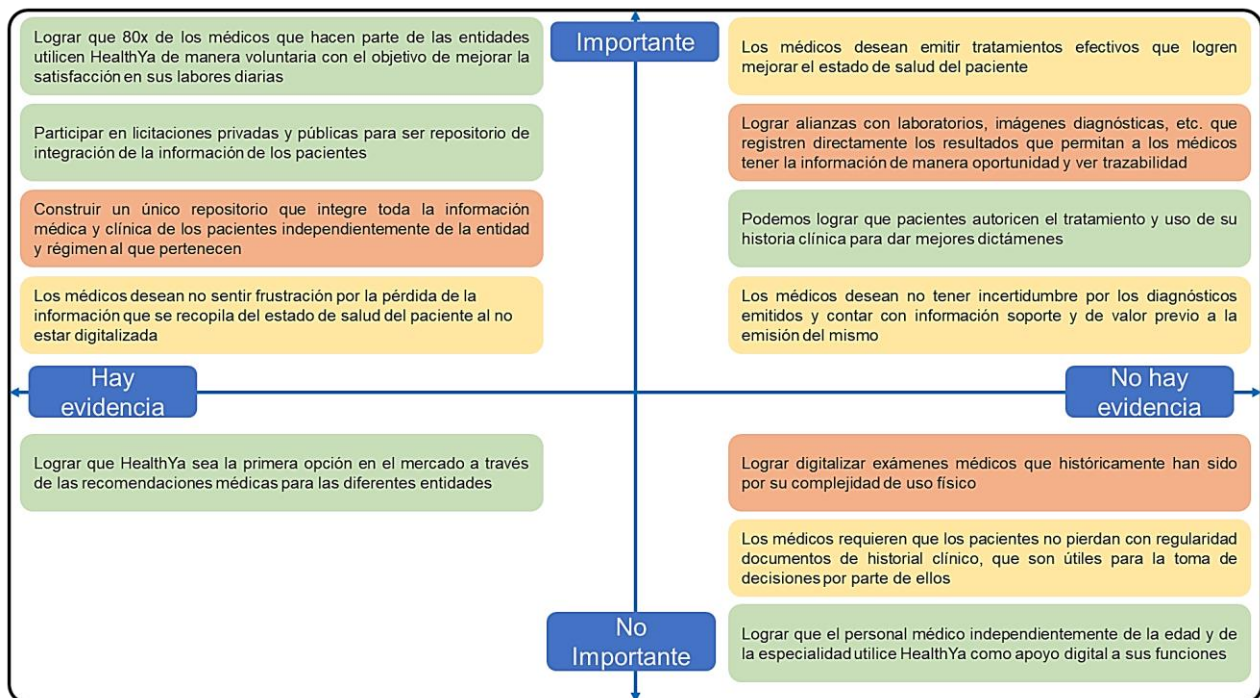 Lograr que 80x de los médicos que hacen parte de las entidades
utilicen HealthYa de manera voluntaria con el objetivo de mejorar la
satisfacción en sus labores diarias
Participar en licitaciones privadas y públicas para ser repositorio de
integración de la información de los pacientes
Construir un único repositorio que integre toda la información
médica y clínica de los pacientes independientemente de la entidad
y régimen al que pertenecen
Los médicos desean no sentir frustración por la pérdida de la
información que se recopila del estado de salud del paciente al no
estar digitalizada
Importante
Los médicos desean emitir tratamientos efectivos que logren
mejorar el estado de salud del paciente
Lograr alianzas con laboratorios, imágenes diagnósticas, etc. que
registren directamente los resultados que permitan a los médicos
tener la información de manera oportunidad y ver trazabilidad
Podemos lograr que pacientes autoricen el tratamiento y uso de su
historia clínica para dar mejores dictámenes
Los médicos desean no tener incertidumbre por los diagnósticos
emitidos y contar con información soporte y de valor previo a la
emisión del mismo
Hay
evidencia
No hay
evidencia
Lograr que HealthYa sea la primera opción en el mercado a través
de las recomendaciones médicas para las diferentes entidades
Lograr digitalizar exámenes médicos que históricamente han sido
por su complejidad de uso físico
Los médicos requieren que los pacientes no pierdan con regularidad
documentos de historial clínico, que son útiles para la toma de
decisiones por parte de ellos
No
Importante
Lograr que el personal médico independientemente de la edad y de
la especialidad utilice HealthYa como apoyo digital a sus funciones